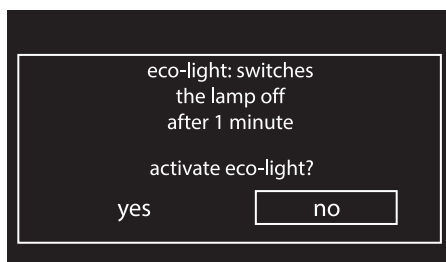 eco-light: switches
the lamp off
after 1 minute
activate eco-light?
yes no